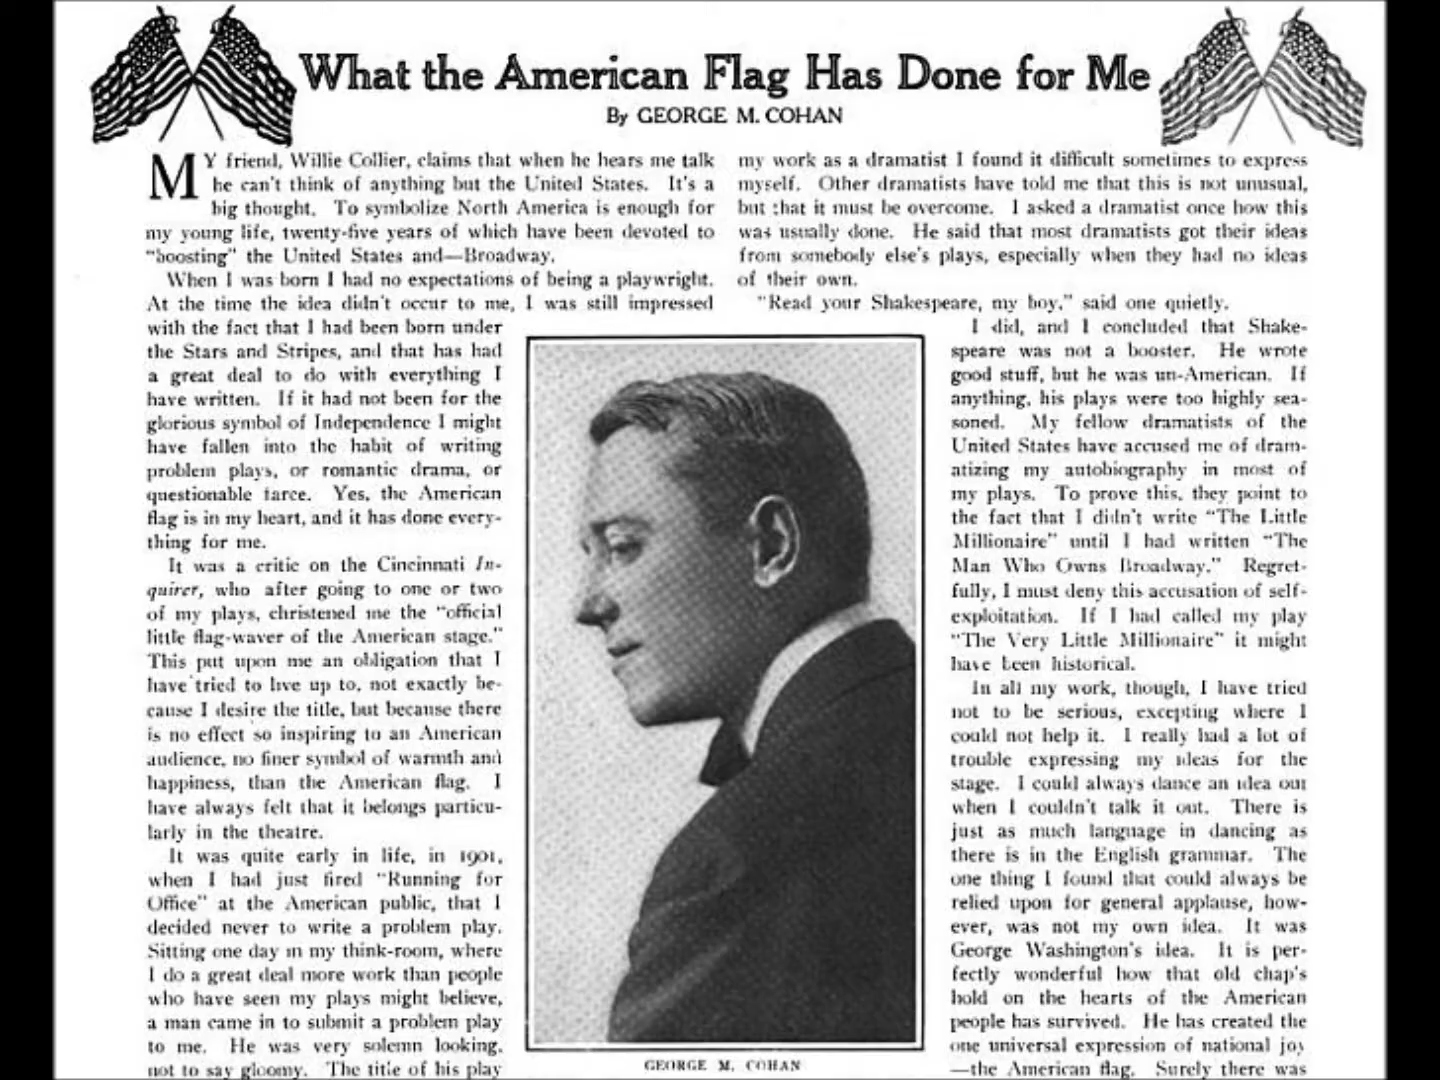 What the American Flag Has Done for Me
By GEORGE M. COHAN
MY friend, Willie Collier, claims that when he hears me talk
he can't think of anything but the United States. It's a
big thought. To symbolize North America is enough for
my young life, twenty-five years of which have been devoted to
"boosting" the United States and—Broadway.
When I was born I had no expectations of being a playwright.
At the time the idea didn't occur to me, I was still impressed
with the fact that I had been born under
the Stars and Stripes, and that has had
a great deal to do with everything I
have written. If it had not been for the
glorious symbol of Independence I might
have fallen into the habit of writing
problem plays, or romantic drama, or
questionable farce. Yes, the American
flag is in my heart, and it has done every-
thing for me.
It was a critic on the Cincinnati In-
quirer, who after going to one or two
of my plays, christened me the "official
little flag-waver of the American stage."
This put upon me an obligation that I
have tried to live up to, not exactly be-
cause I desire the title, but because there
is no effect so inspiring to an American
audience, no finer symbol of warmth and
happiness, than the American flag. I
have always felt that it belongs particu-
larly in the theatre.
It was quite early in life, in 1901,
when I had just fired "Running for
Office" at the American public, that I
decided never to write a problem play.
Sitting one day in my think-room, where
I do a great deal more work than people
who have seen my plays might believe,
a man came in to submit a problem play
to me. He was very solemn looking,
not to say gloomy. The title of his play
my work as a dramatist I found it difficult sometimes to express
myself. Other dramatists have told me that this is not unusual,
but that it must be overcome. I asked a dramatist once how this
was usually done. He said that most dramatists got their ideas
from somebody else's plays, especially when they had no ideas
of their own.
"Read your Shakespeare, my boy," said one quietly.
I did, and I concluded that Shake-
speare was not a booster. He wrote
good stuff, but he was un-American. If
anything, his plays were too highly sea-
soned. My fellow dramatists of the
United States have accused me of dram-
atizing my autobiography in most of
my plays. To prove this, they point to
the fact that I didn't write "The Little
Millionaire" until I had written "The
Man Who Owns Broadway." Regret-
fully, I must deny this accusation of self-
exploitation. If I had called my play
"The Very Little Millionaire" it might
have been historical.
In all my work, though, I have tried
not to be serious, excepting where I
could not help it. I really had a lot of
trouble expressing my ideas for the
stage. I could always dance an idea out
when I couldn't talk it out. There is
just as much language in dancing as
there is in the English grammar. The
one thing I found that could always be
relied upon for general applause, how-
ever, was not my own idea. It was
George Washington's idea. It is per-
fectly wonderful how that old chap's
hold on the hearts of the American
people has survived. He has created the
one universal expression of national joy
—the American flag. Surely there was
GEORGE M. COHAN